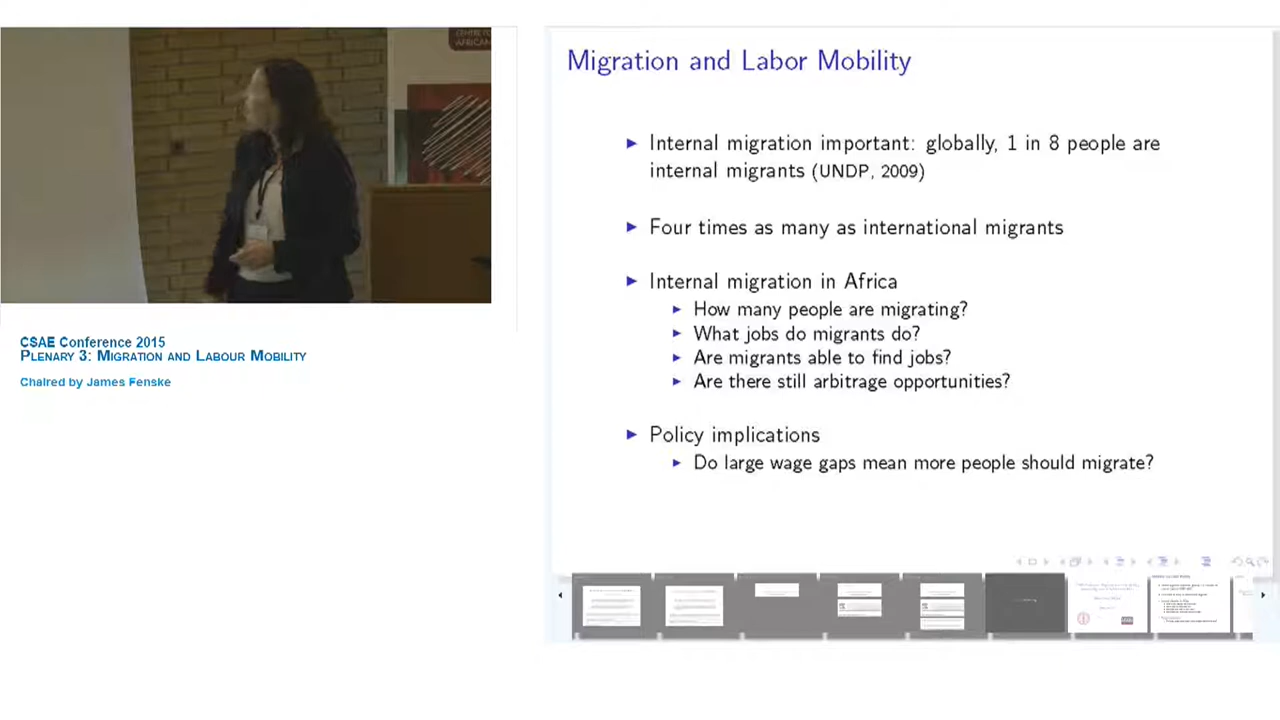 CENTRE
AFRICAN
CSAE Conference 2015
PLENARY 3: MIGRATION AND LABOUR MOBILITY
Chaired by James Fenske
Migration and Labor Mobility
► Internal migration important: globally, 1 in 8 people are
internal migrants (UNDP, 2009)
► Four times as many as international migrants
► Internal migration in Africa
► How many people are migrating?
► What jobs do migrants do?
► Are migrants able to find jobs?
► Are there still arbitrage opportunities?
► Policy implications
► Do large wage gaps mean more people should migrate?